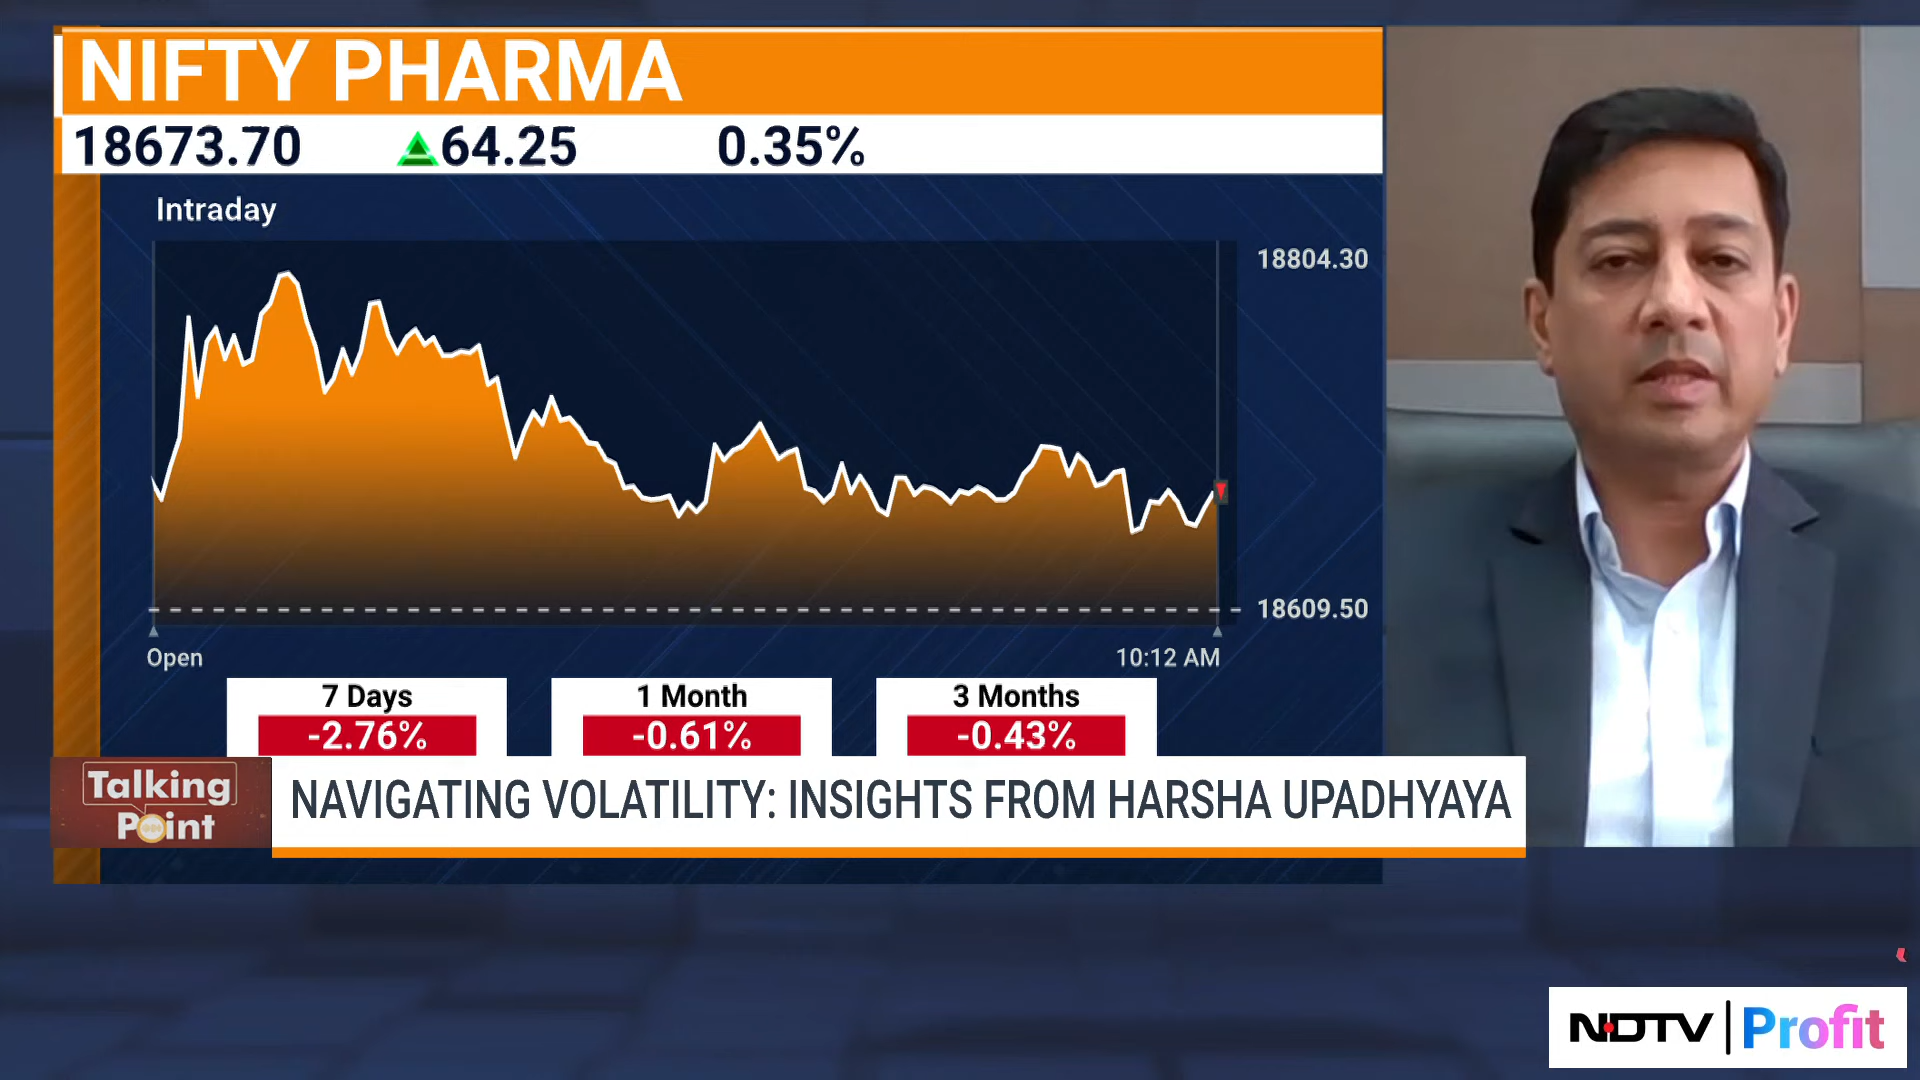 NIFTY PHARMA
18673.70 64.25 0.35%
Intraday
18804.30
18609.50
Open 10:12 AM
7 Days 1 Month 3 Months
-2.76% -0.61% -0.43%
Talking
Point
NAVIGATING VOLATILITY: INSIGHTS FROM HARSHA UPADHYAYA
NDTV Profit